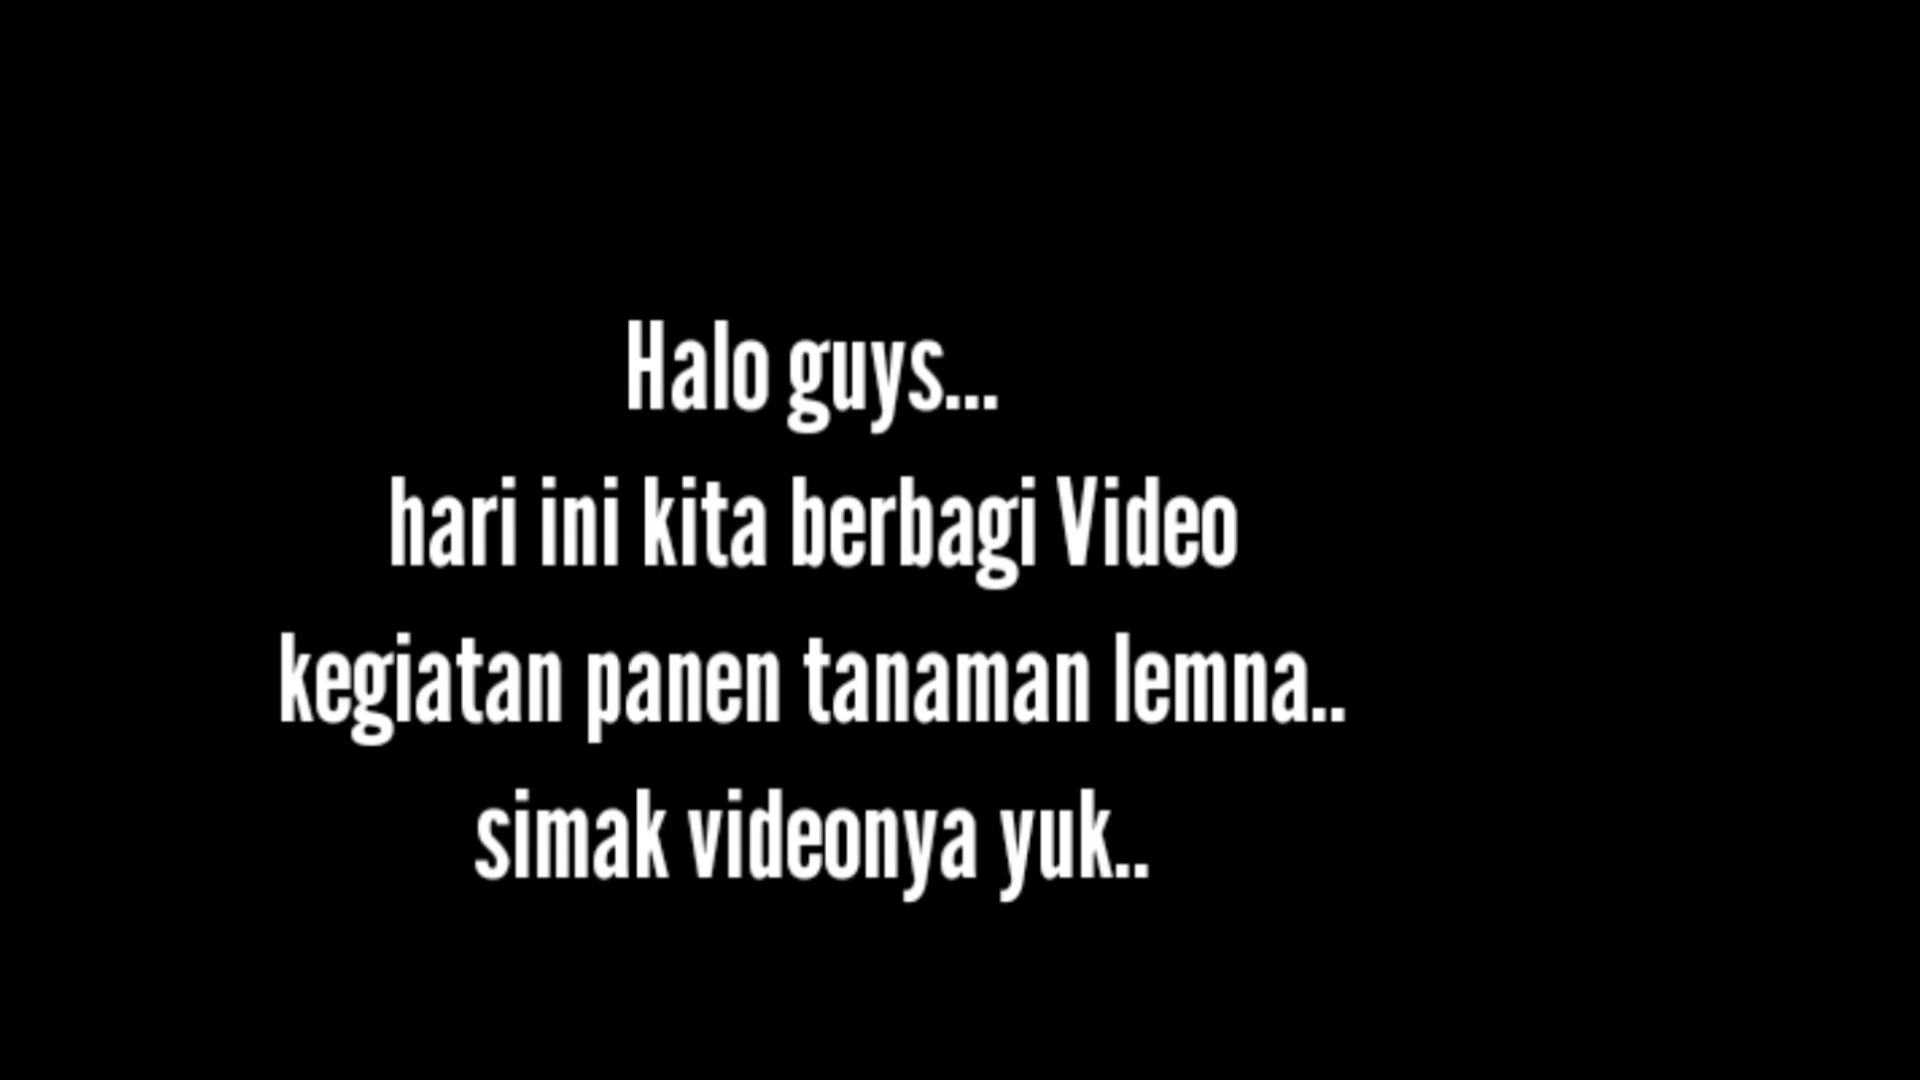 Halo guys...
hari ini kita berbagi Video
kegiatan panen tanaman lemna..
simak videonya yuk..